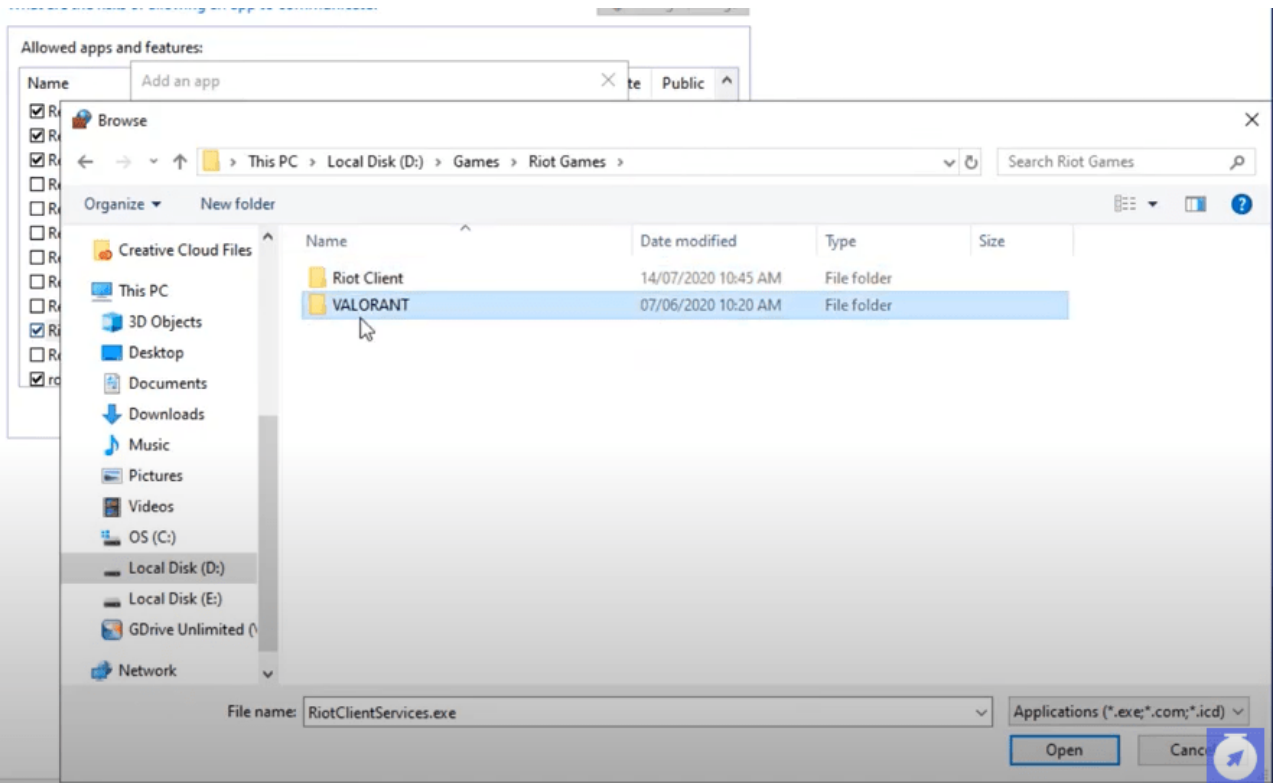 Allowed apps and features:
Name
Add an app
Public
Browse
This PC > Local Disk (D:) > Games > Riot Games >
Search Riot Games
Organize
New folder
Name
Date modified
Type
Size
Creative Cloud Files
This PC
3D Objects
Desktop
Documents
Downloads
Music
Pictures
Videos
OS (C:)
Local Disk (D:)
Local Disk (E:)
GDrive Unlimited (
Network
Riot Client 14/07/2020 10:45 AM File folder
VALORANT 07/06/2020 10:20 AM File folder
File name: RiotClientServices.exe
Applications (*.exe;*.com;*.icd)
Open
Cance